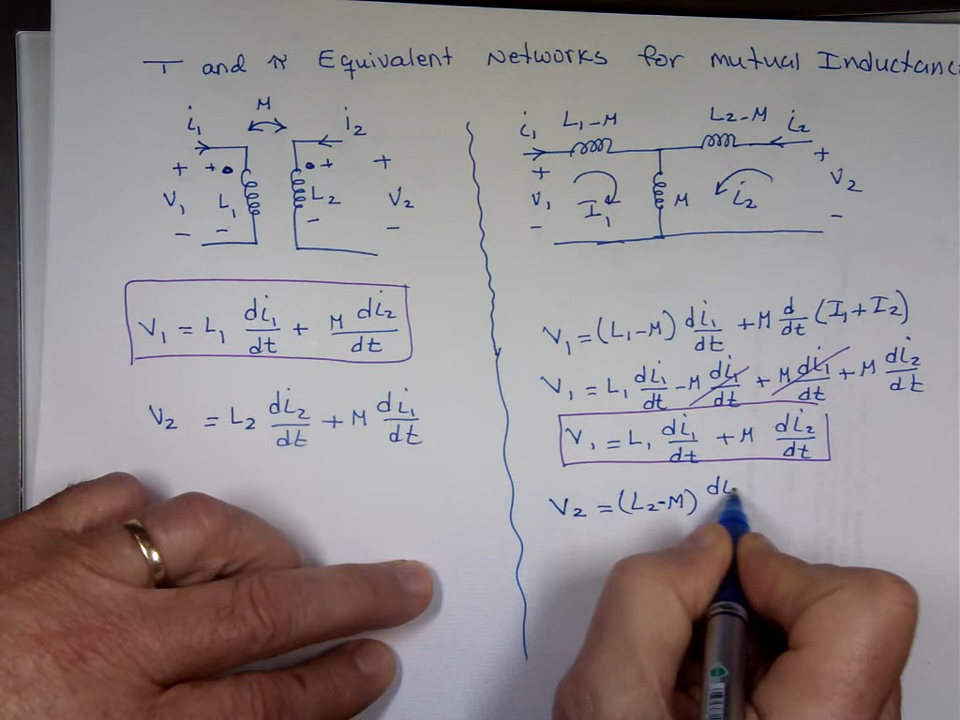 T and π Equivalent Networks for mutual Inductanc
M
i₁ i₂
+ +• •+ +
V₁ L₁ L₂ V₂
− − − −
i₁ L₁-M L₂-M i₂
+ +
V₁ I₁ M i₂ V₂
− −
V₁ = L₁ di₁/dt + M di₂/dt
V₂ = L₂ di₂/dt + M di₁/dt
V₁ = (L₁-M) di₁/dt + M d/dt (I₁+I₂)
V₁ = L₁ di₁/dt - M di₁/dt + M di₁/dt + M di₂/dt
V₁ = L₁ di₁/dt + M di₂/dt
V₂ = (L₂-M) di